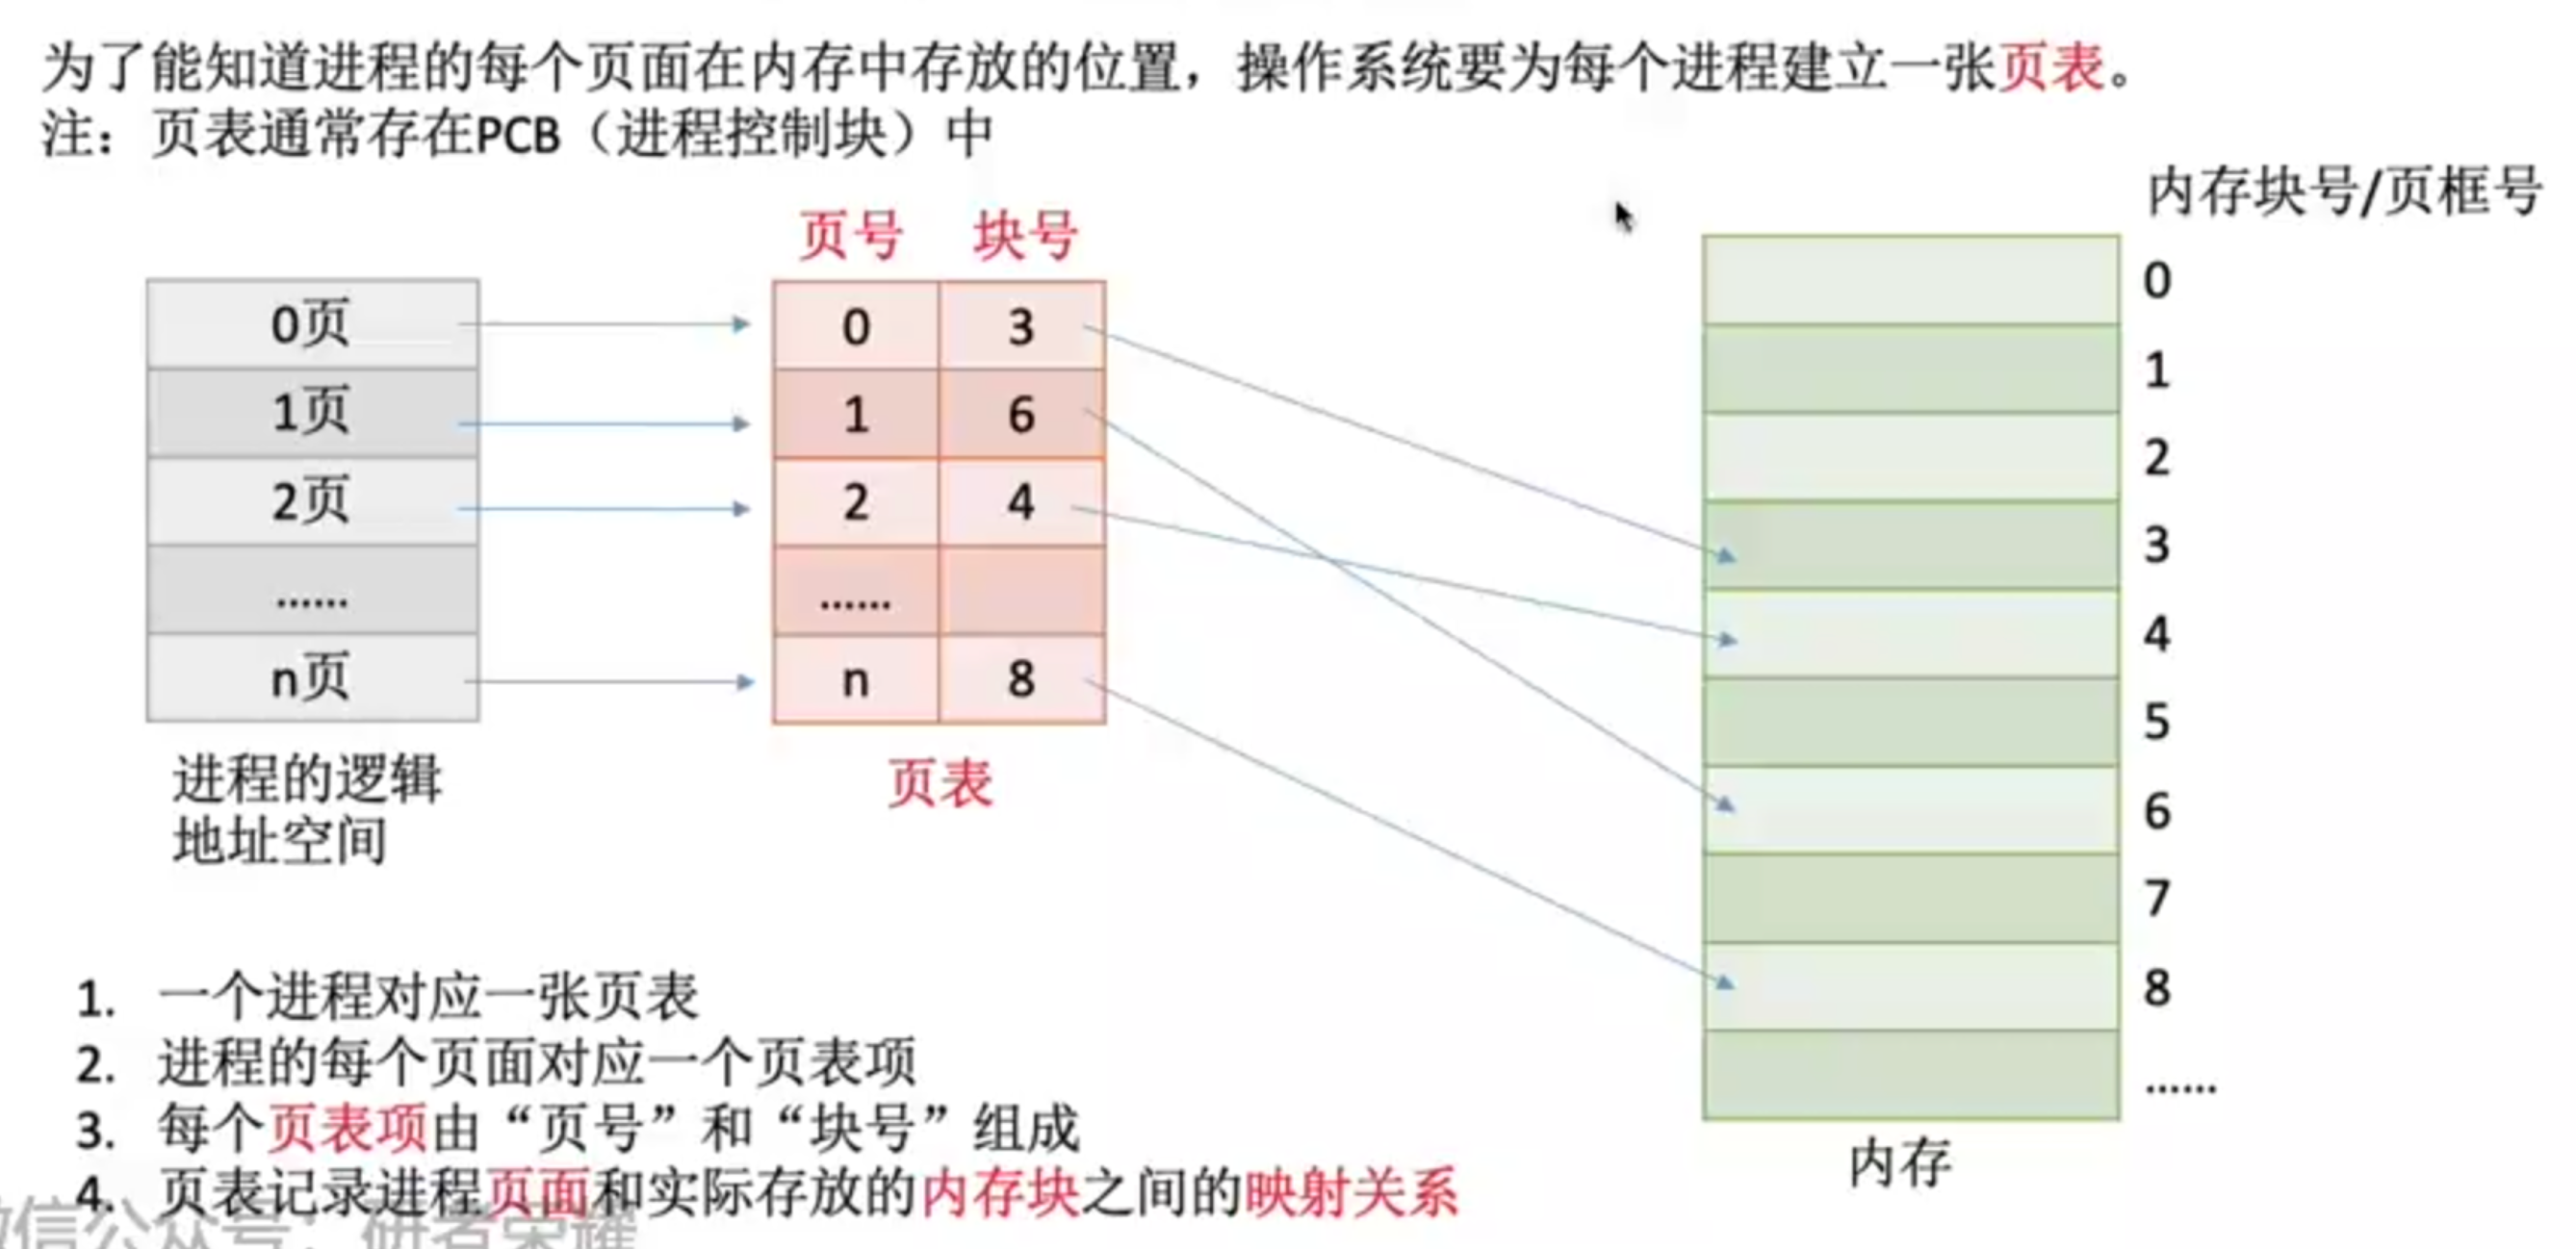 为了能知道进程的每个页面在内存中存放的位置，操作系统要为每个进程建立一张页表。
注：页表通常存在PCB（进程控制块）中
内存块号/页框号
页号 块号
0页 0 3
1页 1 6
2页 2 4
…… ……
n页 n 8
进程的逻辑
地址空间
页表
0
1
2
3
4
5
6
7
8
……
内存
1. 一个进程对应一张页表
2. 进程的每个页面对应一个页表项
3. 每个页表项由“页号”和“块号”组成
4. 页表记录进程页面和实际存放的内存块之间的映射关系
微信公众号：研者荣耀